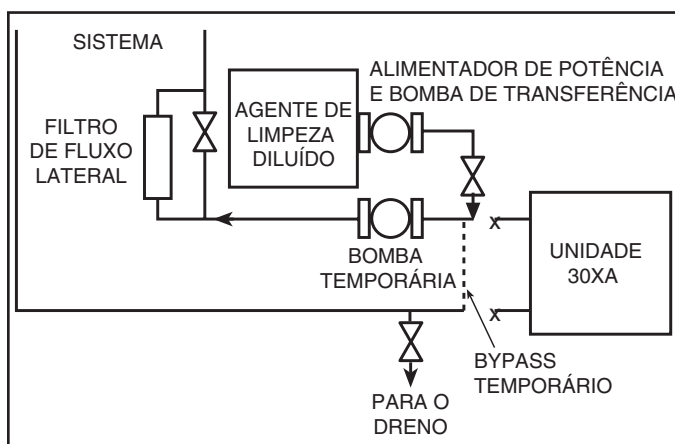 SISTEMA
ALIMENTADOR DE POTÊNCIA
E BOMBA DE TRANSFERÊNCIA
AGENTE DE
LIMPEZA
DILUÍDO
FILTRO
DE FLUXO
LATERAL
BOMBA
TEMPORÁRIA
X
X
UNIDADE
30XA
BYPASS
TEMPORÁRIO
PARA O
DRENO